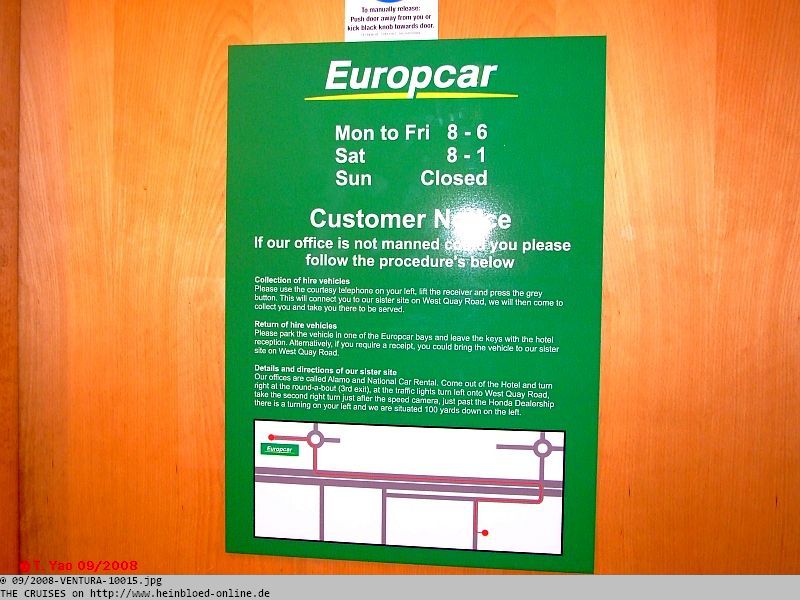 To manually release:
Push door away from you or
kick black knob towards door.
Europcar
Mon to Fri 8 - 6
Sat 8 - 1
Sun Closed
Customer Notice
If our office is not manned could you please
follow the procedure's below
Collection of hire vehicles
Please use the courtesy telephone on your left, lift the receiver and press the grey
button. This will connect you to our sister site on West Quay Road, we will then come to
collect you and take you there to be served.
Return of hire vehicles
Please park the vehicle in one of the Europcar bays and leave the keys with the hotel
reception. Alternatively, if you require a receipt, you could bring the vehicle to our sister
site on West Quay Road.
Details and directions of our sister site
Our offices are called Alamo and National Car Rental. Come out of the Hotel and turn
right at the round-a-bout (3rd exit), at the traffic lights turn left onto West Quay Road,
take the second right turn just after the speed camera, just past the Honda Dealership
there is a turning on your left and we are situated 100 yards down on the left.
Europcar
© T. Yao 09/2008
© 09/2008-VENTURA-10015.jpg
THE CRUISES on http://www.heinbloed-online.de